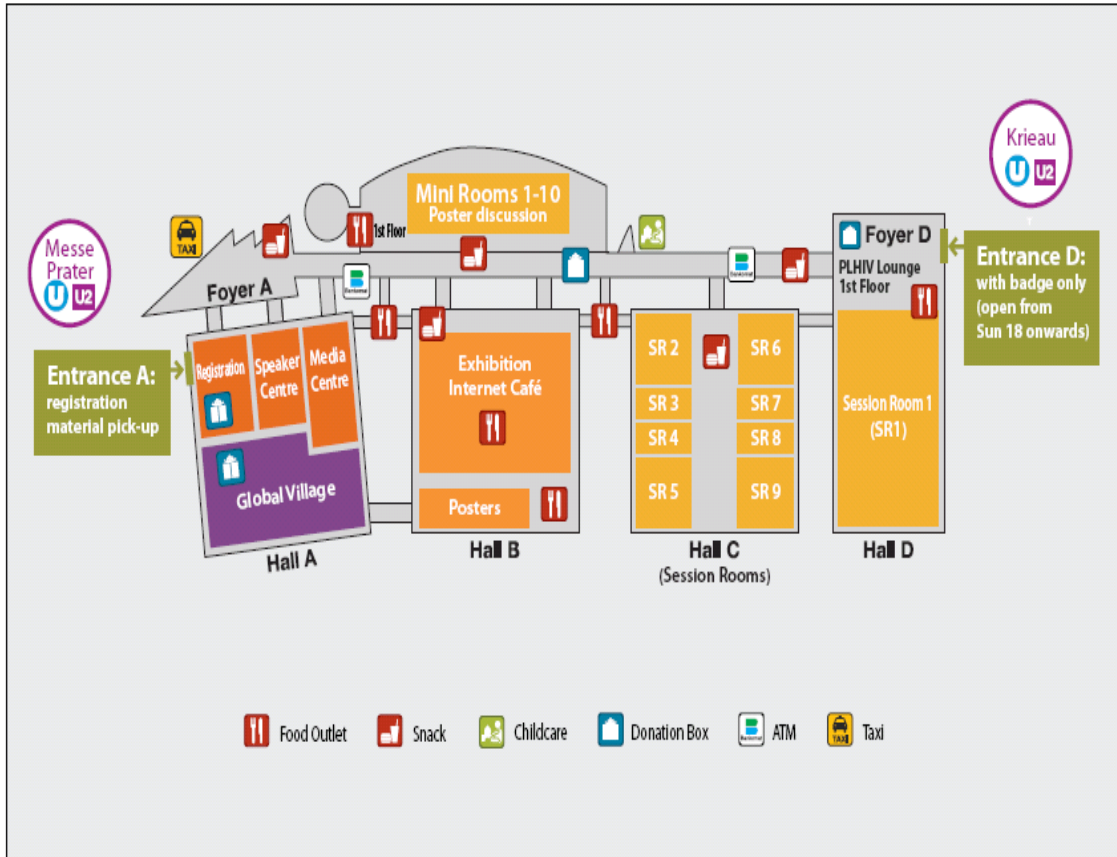 Krieau
U U2
Mini Rooms 1-10
Poster discussion
1st Floor
TAXI
Messe
Prater
U U2
Foyer A
Bankomat
Bankomat
Foyer D
PLHIV Lounge
1st Floor
Entrance D:
with badge only
(open from
Sun 18 onwards)
Entrance A:
registration
material pick-up
Registration
Speaker
Centre
Media
Centre
Global Village
Hall A
Exhibition
Internet Café
Posters
Hall B
SR 2
SR 6
SR 3
SR 7
SR 4
SR 8
SR 5
SR 9
Hall C
(Session Rooms)
Session Room 1
(SR1)
Hall D
Food Outlet
Snack
Childcare
Donation Box
Bankomat
ATM
TAXI
Taxi